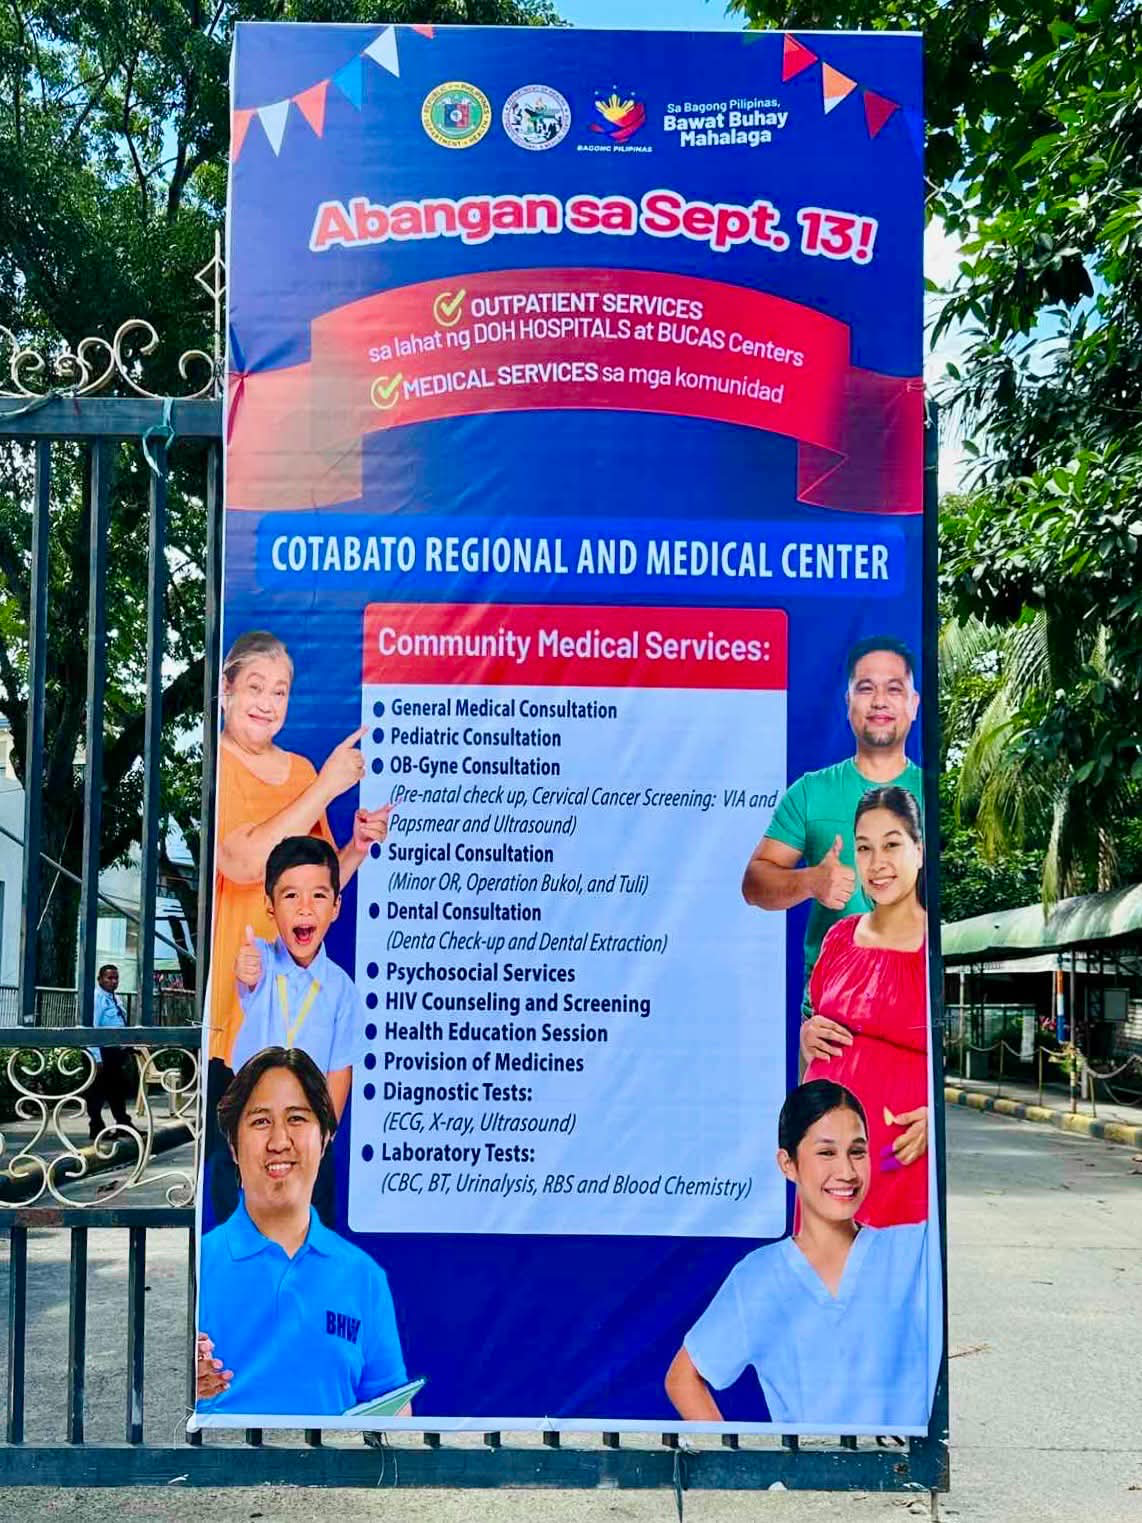 Sa Bagong Pilipinas,
Bawat Buhay
Mahalaga
BAGONG PILIPINAS
Abangan sa Sept. 13!
OUTPATIENT SERVICES
sa lahat ng DOH HOSPITALS at BUCAS Centers
MEDICAL SERVICES sa mga komunidad
COTABATO REGIONAL AND MEDICAL CENTER
Community Medical Services:
● General Medical Consultation
● Pediatric Consultation
● OB-Gyne Consultation
(Pre-natal check up, Cervical Cancer Screening: VIA and
Papsmear and Ultrasound)
● Surgical Consultation
(Minor OR, Operation Bukol, and Tuli)
● Dental Consultation
(Denta Check-up and Dental Extraction)
● Psychosocial Services
● HIV Counseling and Screening
● Health Education Session
● Provision of Medicines
● Diagnostic Tests:
(ECG, X-ray, Ultrasound)
● Laboratory Tests:
(CBC, BT, Urinalysis, RBS and Blood Chemistry)
BHW